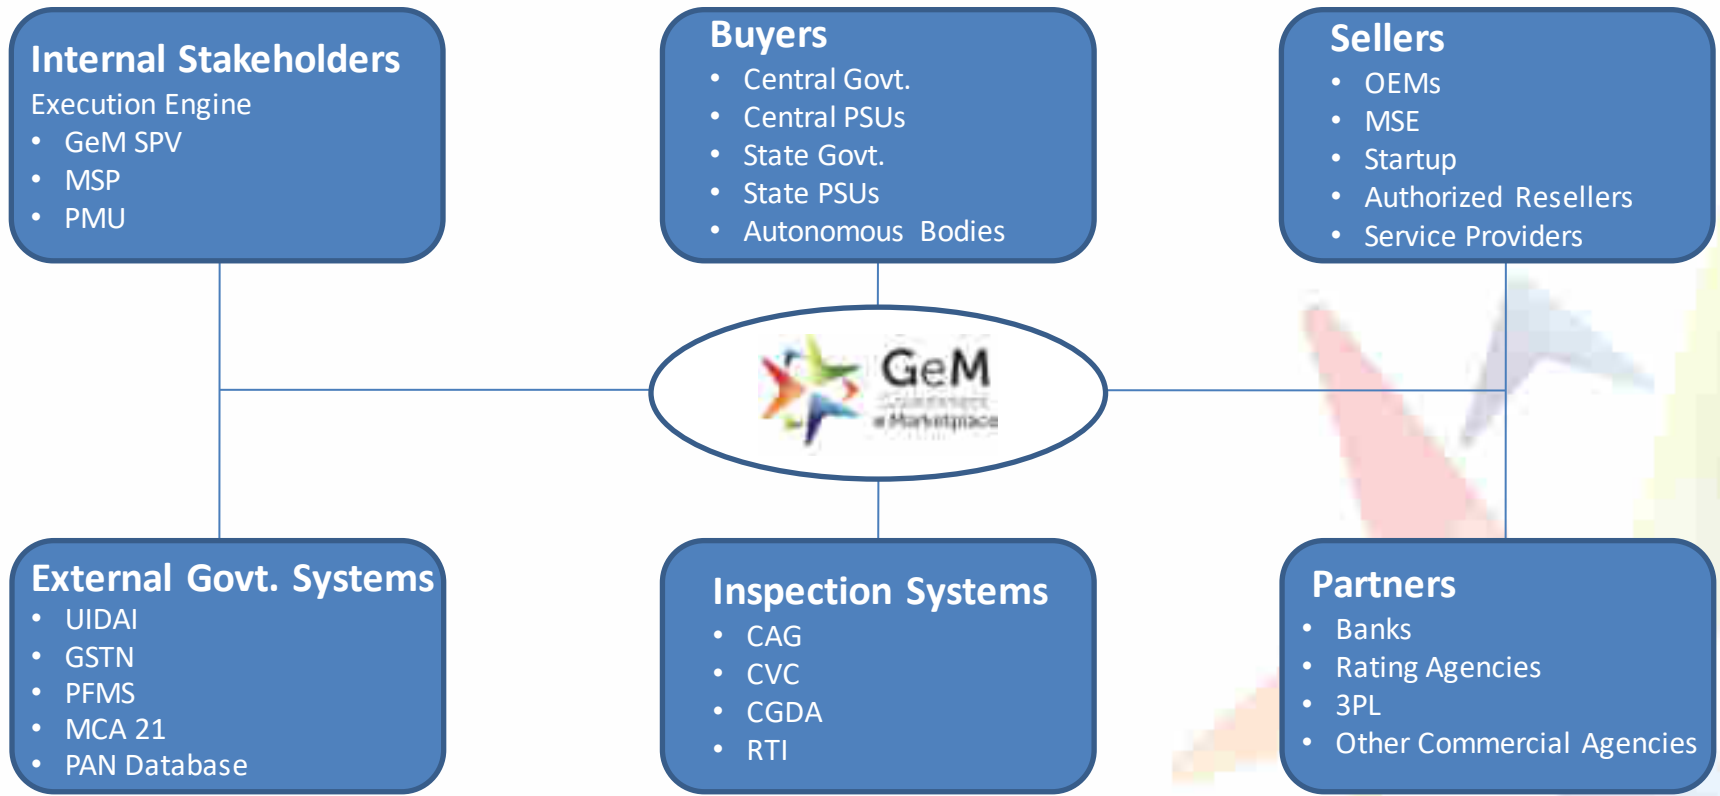 Internal Stakeholders
Execution Engine
• GeM SPV
• MSP
• PMU
Buyers
• Central Govt.
• Central PSUs
• State Govt.
• State PSUs
• Autonomous Bodies
Sellers
• OEMs
• MSE
• Startup
• Authorized Resellers
• Service Providers
GeM
Government
e Marketplace
External Govt. Systems
• UIDAI
• GSTN
• PFMS
• MCA 21
• PAN Database
Inspection Systems
• CAG
• CVC
• CGDA
• RTI
Partners
• Banks
• Rating Agencies
• 3PL
• Other Commercial Agencies